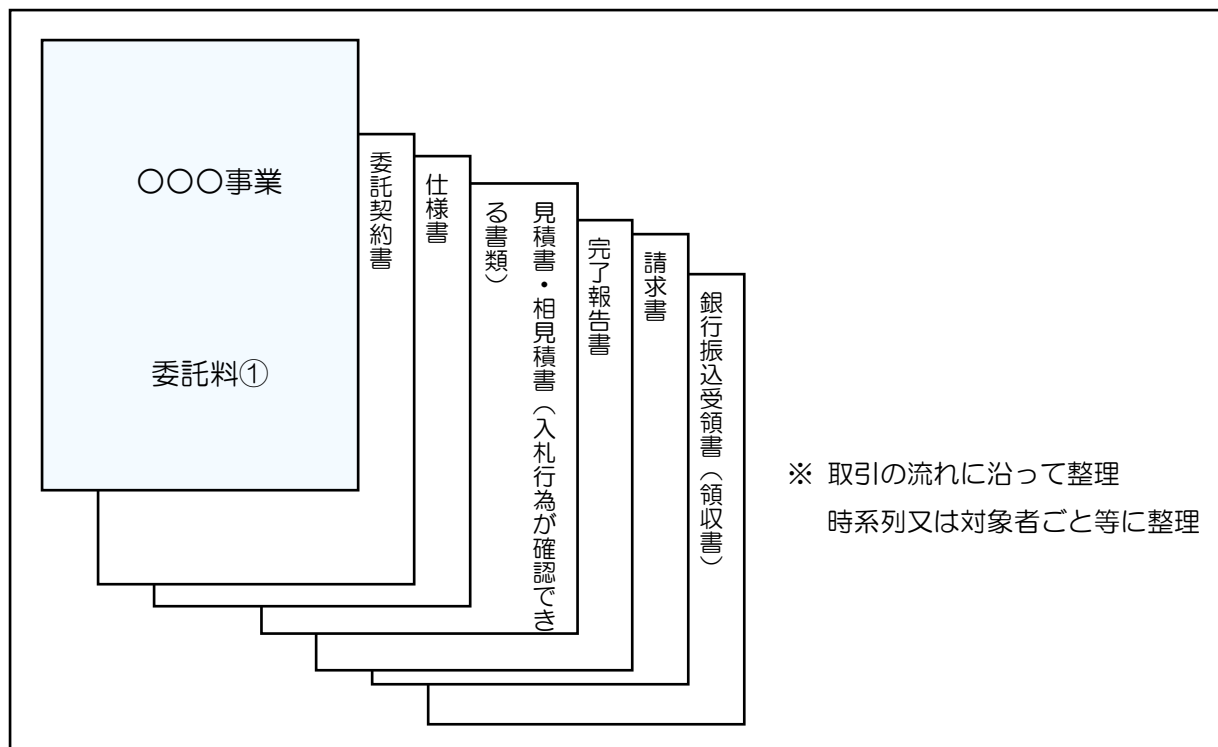 〇〇〇事業
委託料①
委託契約書
仕様書
見積書・相見積書（入札行為が確認でき
る書類）
完了報告書
請求書
銀行振込受領書（領収書）
※ 取引の流れに沿って整理
時系列又は対象者ごと等に整理